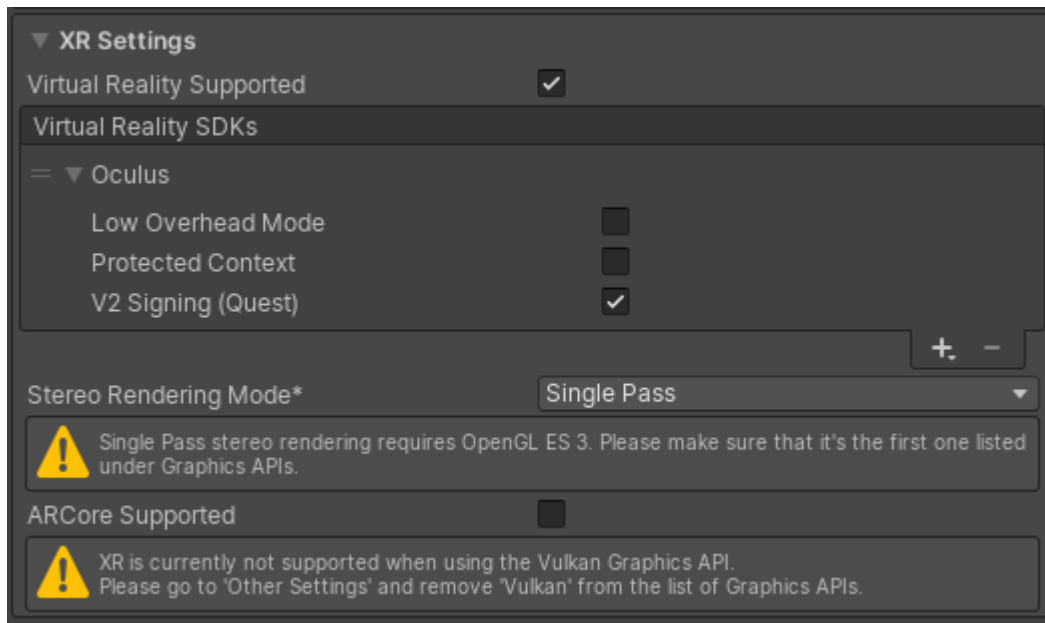 XR Settings
Virtual Reality Supported
Virtual Reality SDKs
Oculus
Low Overhead Mode
Protected Context
V2 Signing (Quest)
Stereo Rendering Mode* Single Pass
Single Pass stereo rendering requires OpenGL ES 3. Please make sure that it's the first one listed
under Graphics APIs.
ARCore Supported
XR is currently not supported when using the Vulkan Graphics API.
Please go to 'Other Settings' and remove 'Vulkan' from the list of Graphics APIs.